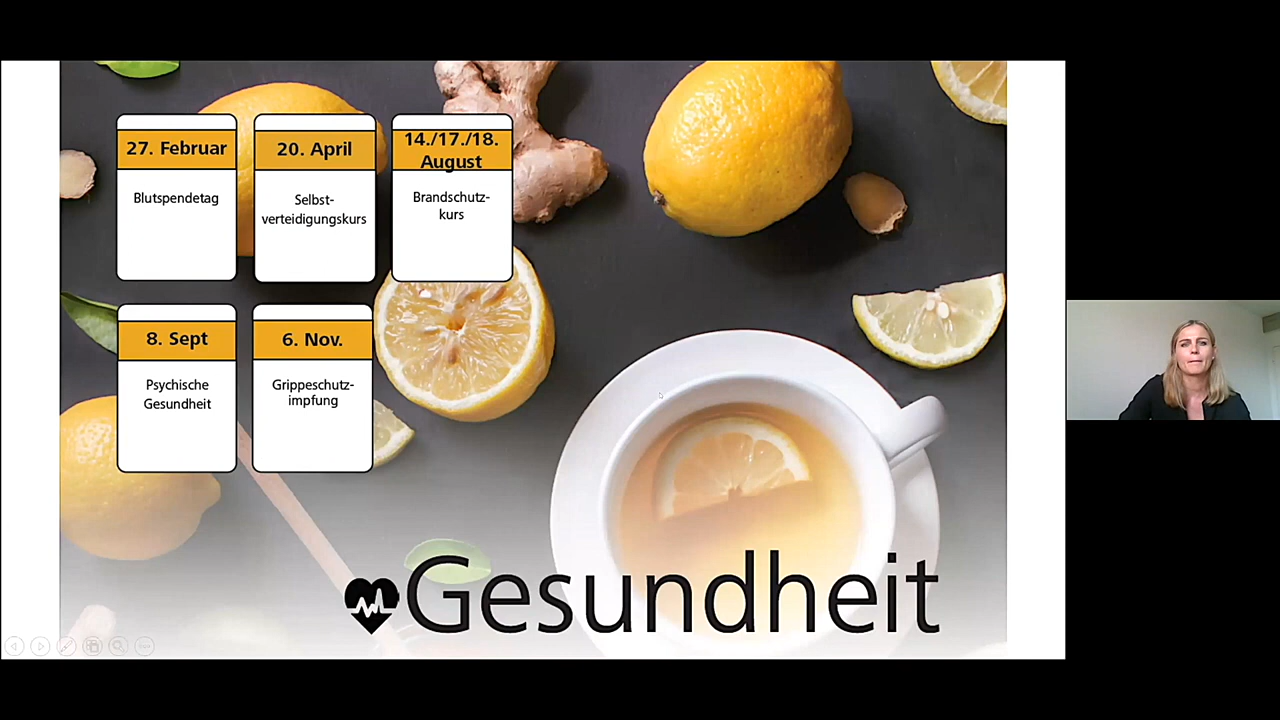 27. Februar
Blutspendetag
20. April
Selbst-
verteidigungskurs
14./17./18.
August
Brandschutz-
kurs
8. Sept
Psychische
Gesundheit
6. Nov.
Grippeschutz-
impfung
Gesundheit